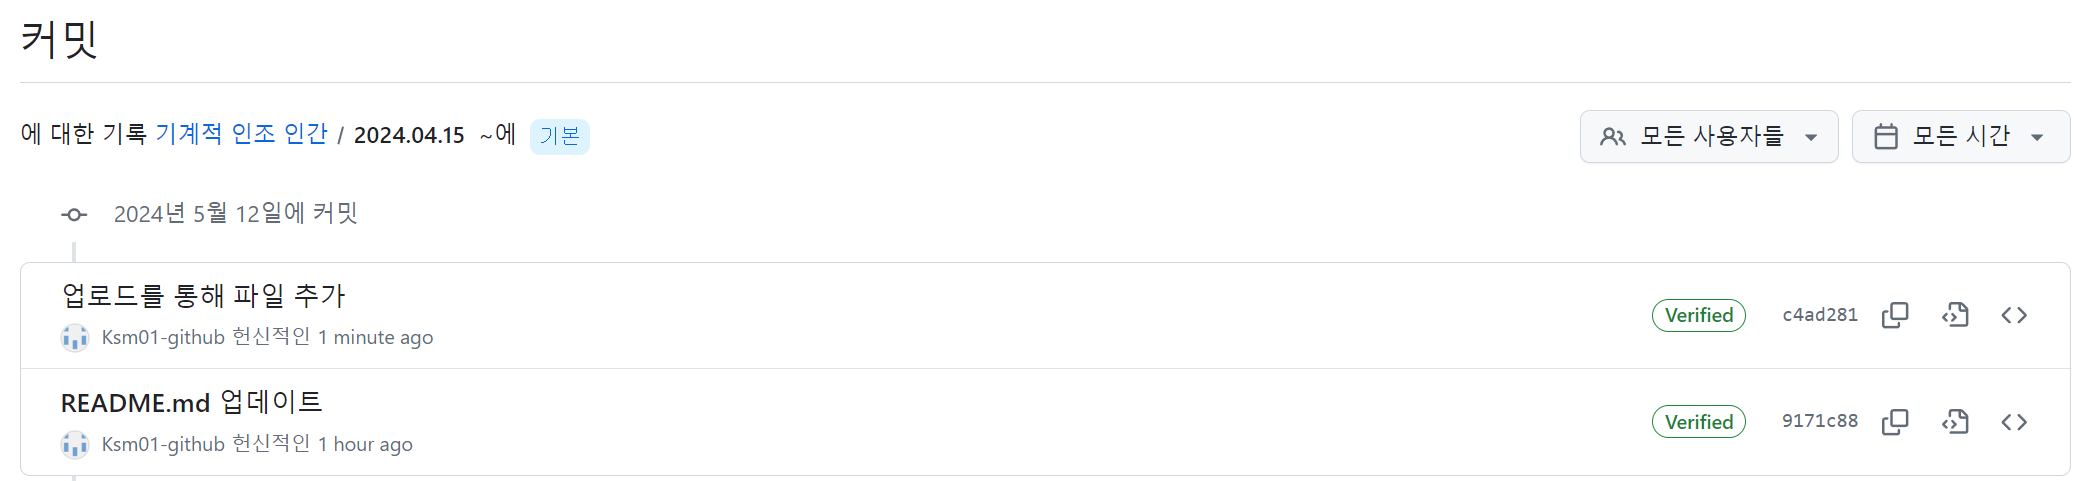 커밋
에 대한 기록 기계적 인조 인간 / 2024.04.15 ~에 기본
모든 사용자들
모든 시간
2024년 5월 12일에 커밋
업로드를 통해 파일 추가
Ksm01-github 헌신적인 1 minute ago
Verified
c4ad281
README.md 업데이트
Ksm01-github 헌신적인 1 hour ago
Verified
9171c88